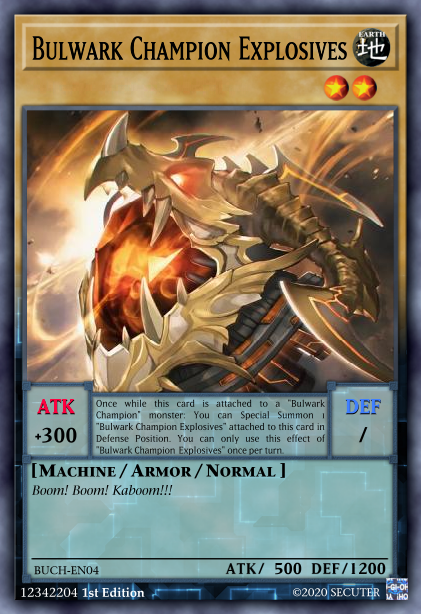 BULWARK CHAMPION EXPLOSIVES
EARTH
地
ATK
+300
Once while this card is attached to a "Bulwark
Champion" monster: You can Special Summon 1
"Bulwark Champion Explosives" attached to this card in
Defense Position. You can only use this effect of
"Bulwark Champion Explosives" once per turn.
DEF
/
[MACHINE / ARMOR / NORMAL ]
Boom! Boom! Kaboom!!!
BUCH-EN04
ATK/ 500 DEF/1200
12342204 1st Edition
©2020 SECUTER